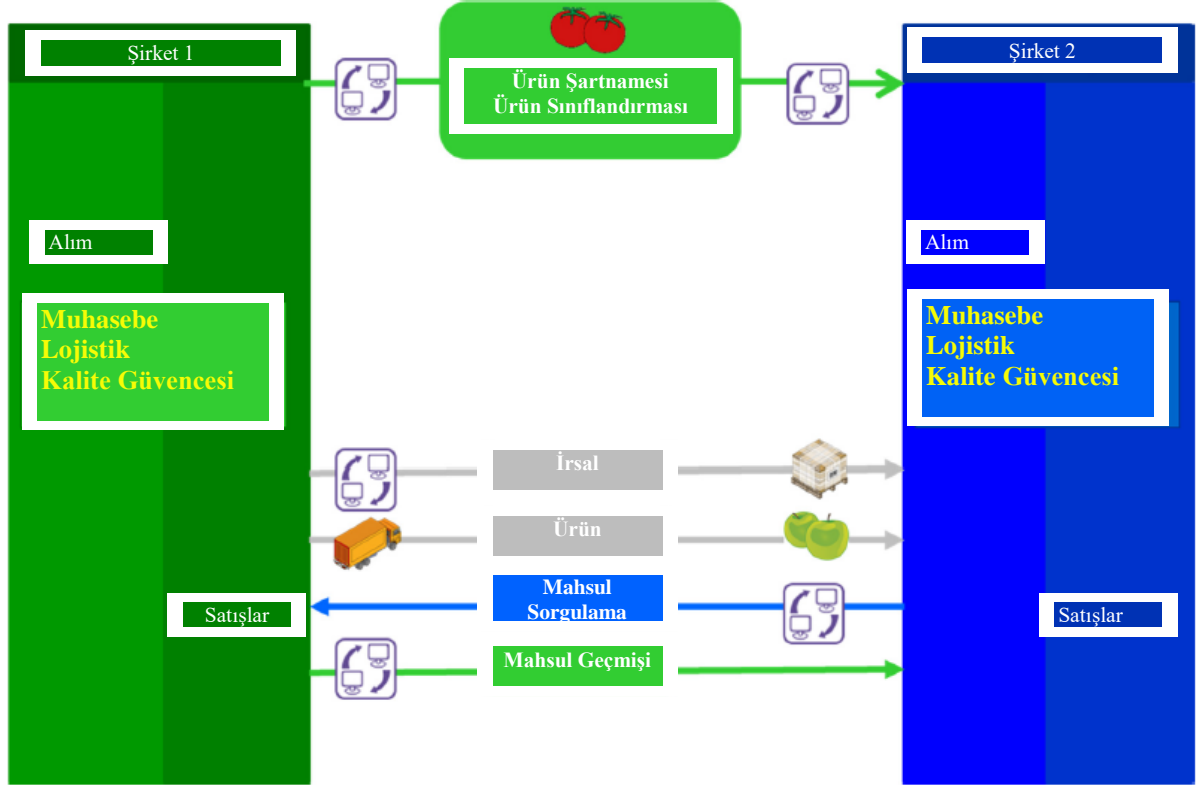 Şirket 1
Ürün Şartnamesi
Ürün Sınıflandırması
Şirket 2
Alım
Alım
Muhasebe
Lojistik
Kalite Güvencesi
Muhasebe
Lojistik
Kalite Güvencesi
İrsal
Ürün
Mahsul
Sorgulama
Satışlar
Satışlar
Mahsul Geçmişi